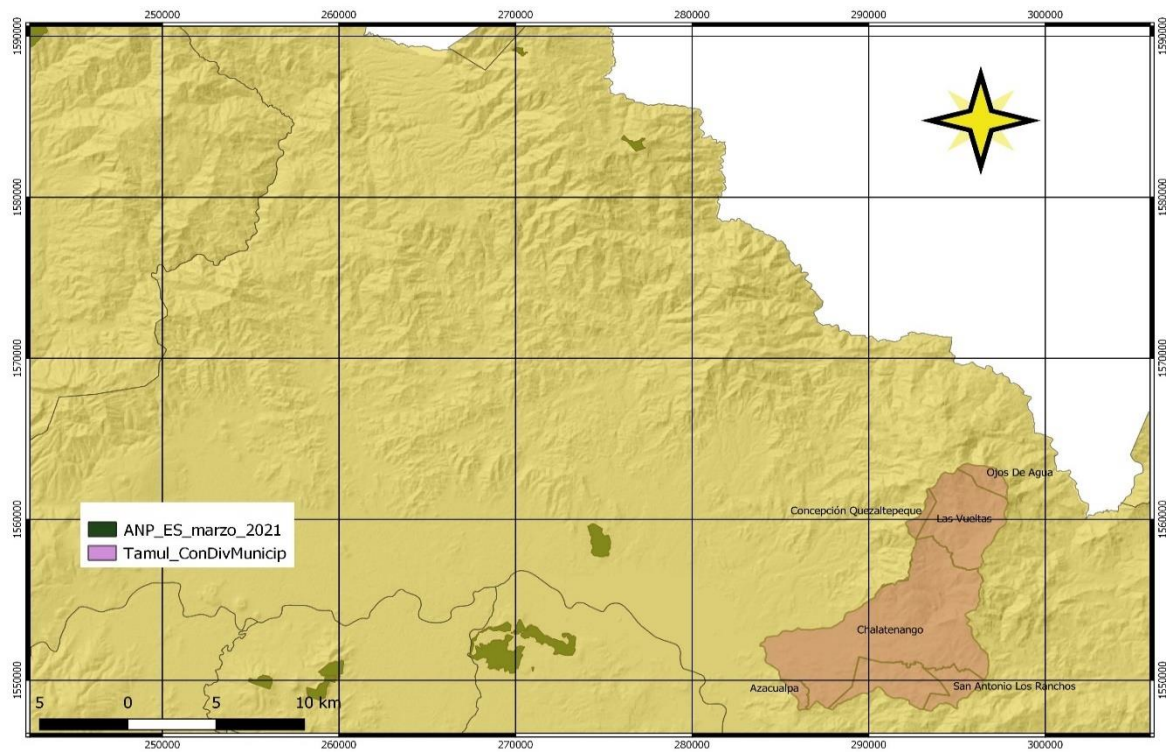 250000 260000 270000 280000 290000 300000
1590000 1590000
1580000 1580000
1570000 1570000
Ojos De Agua
Concepción Quezaltepeque
Las Vueltas
1560000 1560000
ANP_ES_marzo_2021
Tamul_ConDivMunicip
Chalatenango
Azacualpa
San Antonio Los Ranchos
1550000 1550000
5 0 5 10 km
250000 260000 270000 280000 290000 300000